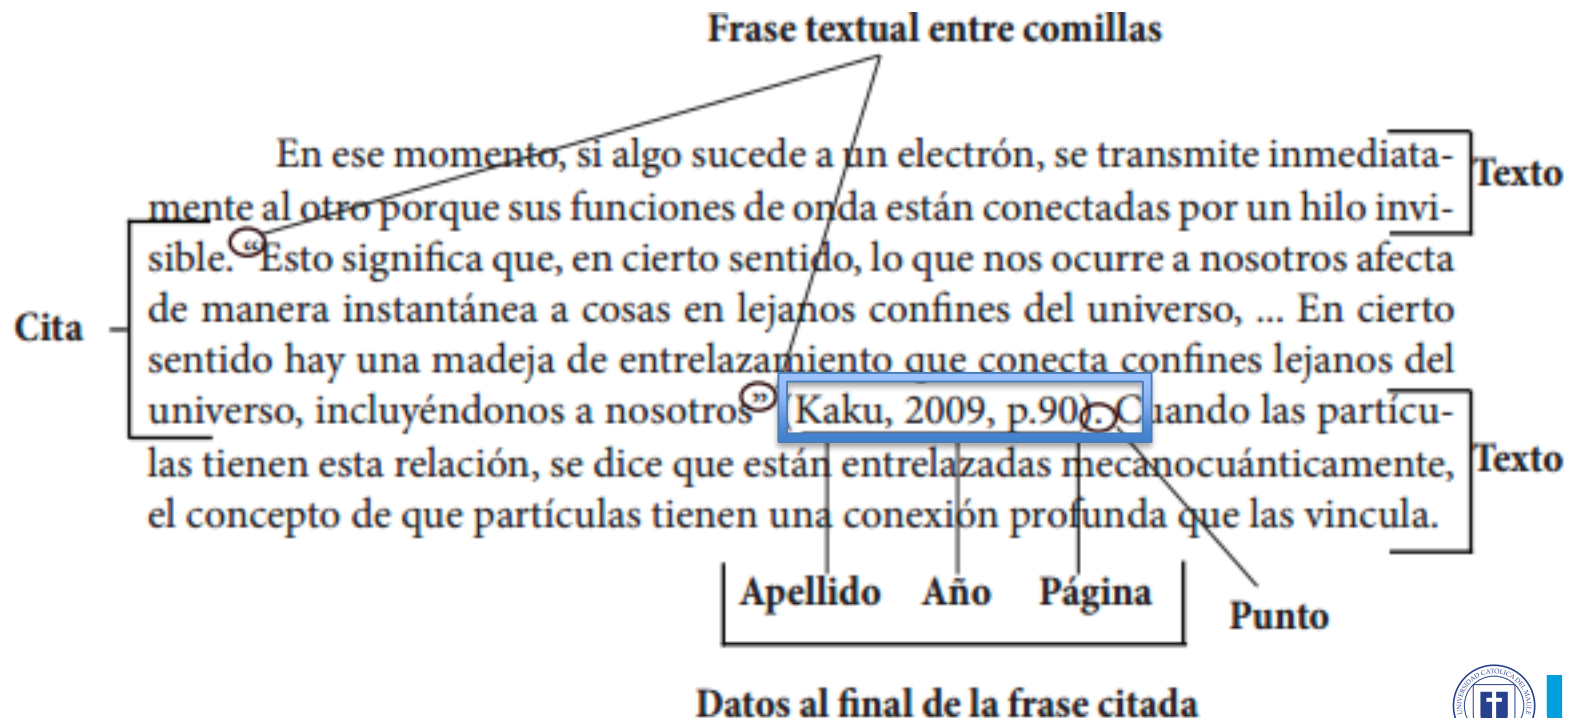 Frase textual entre comillas
En ese momento, si algo sucede a un electrón, se transmite inmediata-
mente al otro porque sus funciones de onda están conectadas por un hilo invi-
sible. “Esto significa que, en cierto sentido, lo que nos ocurre a nosotros afecta
de manera instantánea a cosas en lejanos confines del universo, ... En cierto
sentido hay una madeja de entrelazamiento que conecta confines lejanos del
universo, incluyéndonos a nosotros” (Kaku, 2009, p.90). Cuando las partícu-
las tienen esta relación, se dice que están entrelazadas mecanocuánticamente,
el concepto de que partículas tienen una conexión profunda que las vincula.
Texto
Cita
Texto
Apellido Año Página
Punto
Datos al final de la frase citada
UNIVERSIDAD CATOLICA DEL MAULE